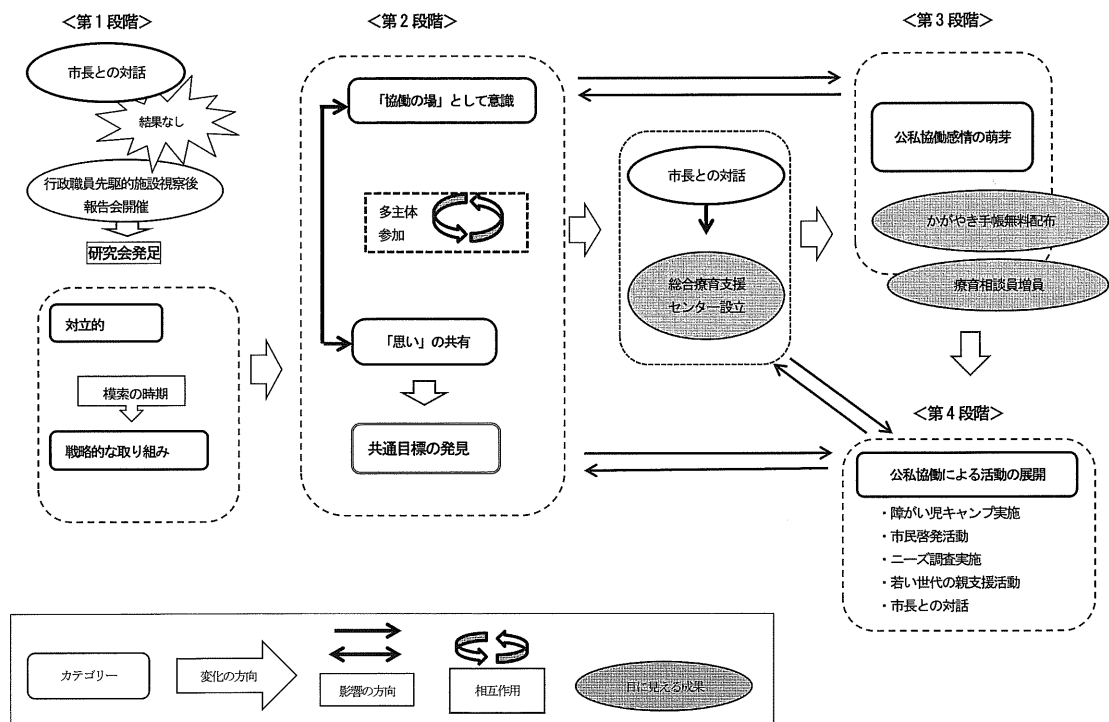 ＜第１段階＞
市長との対話
結果なし
行政職員先駆的施設視察後
報告会開催
研究会発足
対立的
模索の時期
戦略的な取り組み
＜第２段階＞
「協働の場」として意識
多主体
参加
「思い」の共有
共通目標の発見
市長との対話
総合療育支援
センター設立
＜第３段階＞
公私協働感情の萌芽
かがやき手帳無料配布
療育相談員増員
＜第４段階＞
公私協働による活動の展開
・障がい児キャンプ実施
・市民啓発活動
・ニーズ調査実施
・若い世代の親支援活動
・市長との対話
カテゴリー
変化の方向
影響の方向
相互作用
目に見える成果